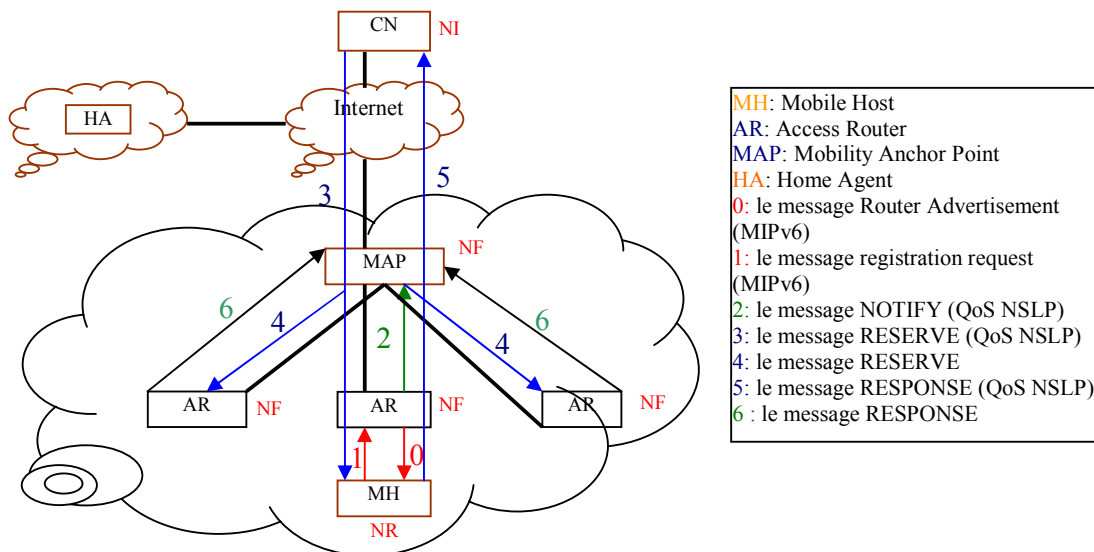 CN
NI
HA
Internet
3
5
MAP
NF
6
4
2
4
6
AR
NF
AR
NF
AR
NF
1
0
MH
NR
MH: Mobile Host
AR: Access Router
MAP: Mobility Anchor Point
HA: Home Agent
0: le message Router Advertisement
(MIPv6)
1: le message registration request
(MIPv6)
2: le message NOTIFY (QoS NSLP)
3: le message RESERVE (QoS NSLP)
4: le message RESERVE
5: le message RESPONSE (QoS NSLP)
6 : le message RESPONSE